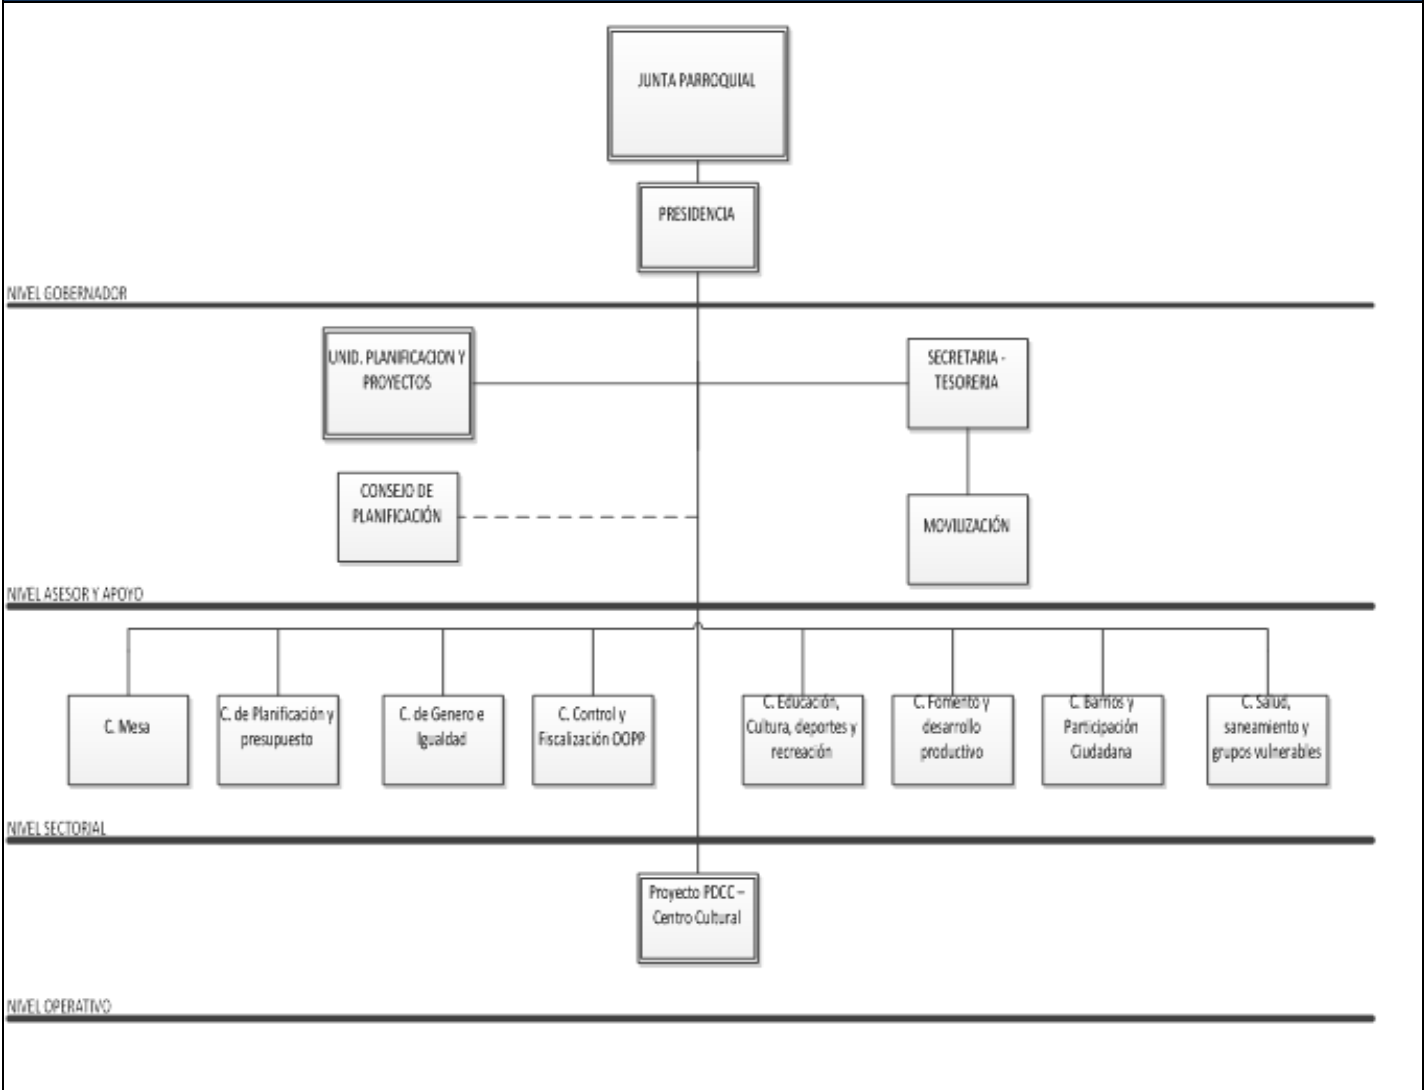 JUNTA PARROQUIAL
PRESIDENCIA
NIVEL GOBERNADOR
UNID. PLANIFICACION Y
PROYECTOS
SECRETARIA -
TESORERIA
CONSEJO DE
PLANIFICACIÓN
MOVILIZACIÓN
NIVEL ASESOR Y APOYO
C. Mesa
C. de Planificación y
presupuesto
C. de Genero e
Igualdad
C. Control y
Fiscalización OOPP
C. Educación,
Cultura, deportes y
recreación
C. Fomento y
desarrollo
productivo
C. Barrios y
Participación
Ciudadana
C. Salud,
saneamiento y
grupos vulnerables
NIVEL SECTORIAL
Proyecto PDCC –
Centro Cultural
NIVEL OPERATIVO